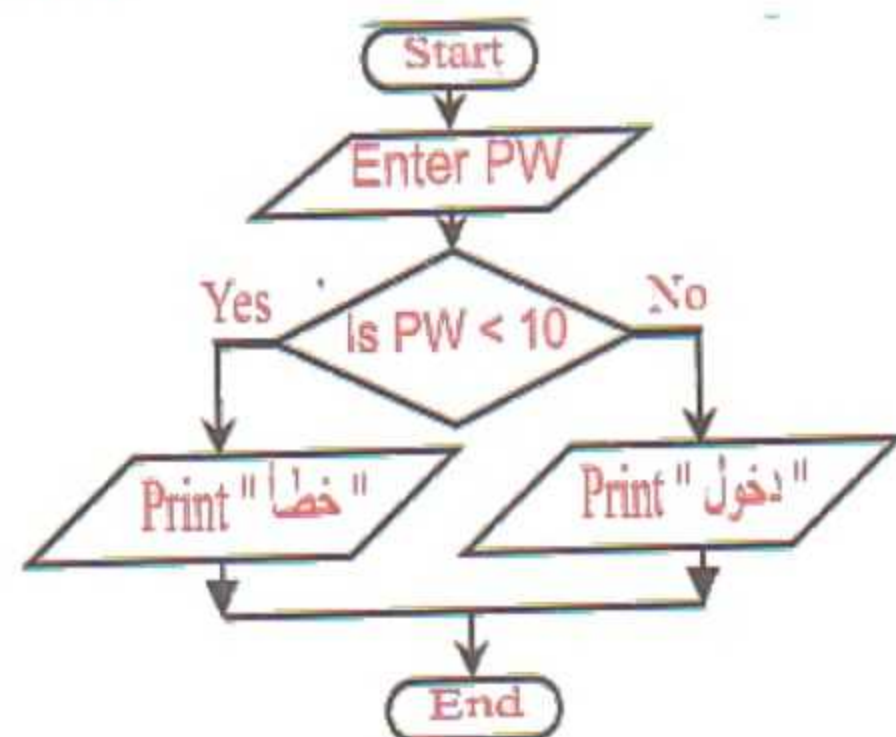 Start
Enter PW
Is PW < 10
Yes
No
Print " خطأ "
Print " دخول "
End